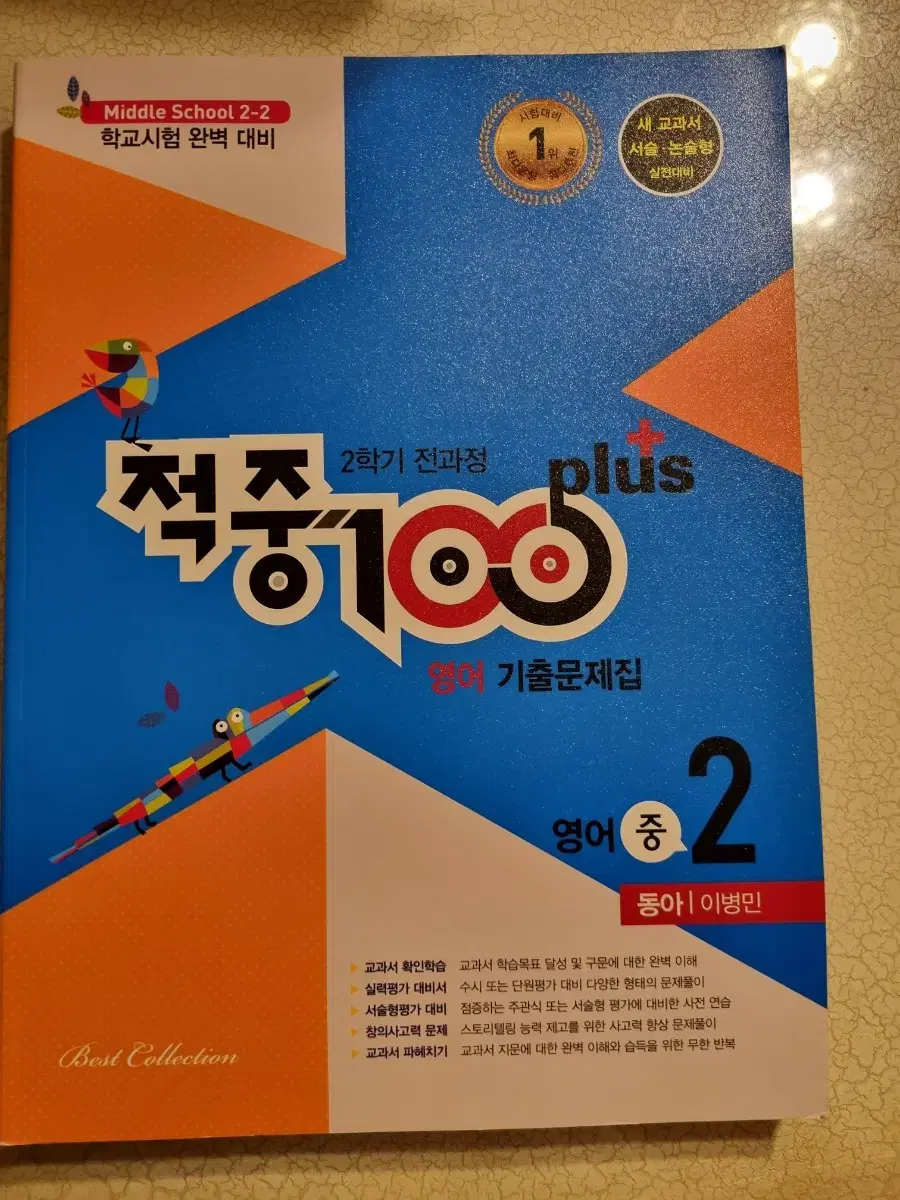 Middle School 2-2
학교시험 완벽 대비
시험대비
1위
새 교과서
서술·논술형
실전대비
2학기 전과정
적중100 plus+
영어 기출문제집
영어 중 2
동아 | 이병민
교과서 확인학습 교과서 학습목표 달성 및 구문에 대한 완벽 이해
실력평가 대비서 수시 또는 단원평가 대비 다양한 형태의 문제풀이
서술형평가 대비 점증하는 주관식 또는 서술형 평가에 대비한 사전 연습
창의사고력 문제 스토리텔링 능력 제고를 위한 사고력 향상 문제풀이
교과서 파헤치기 교과서 지문에 대한 완벽 이해와 습득을 위한 무한 반복
Best Collection